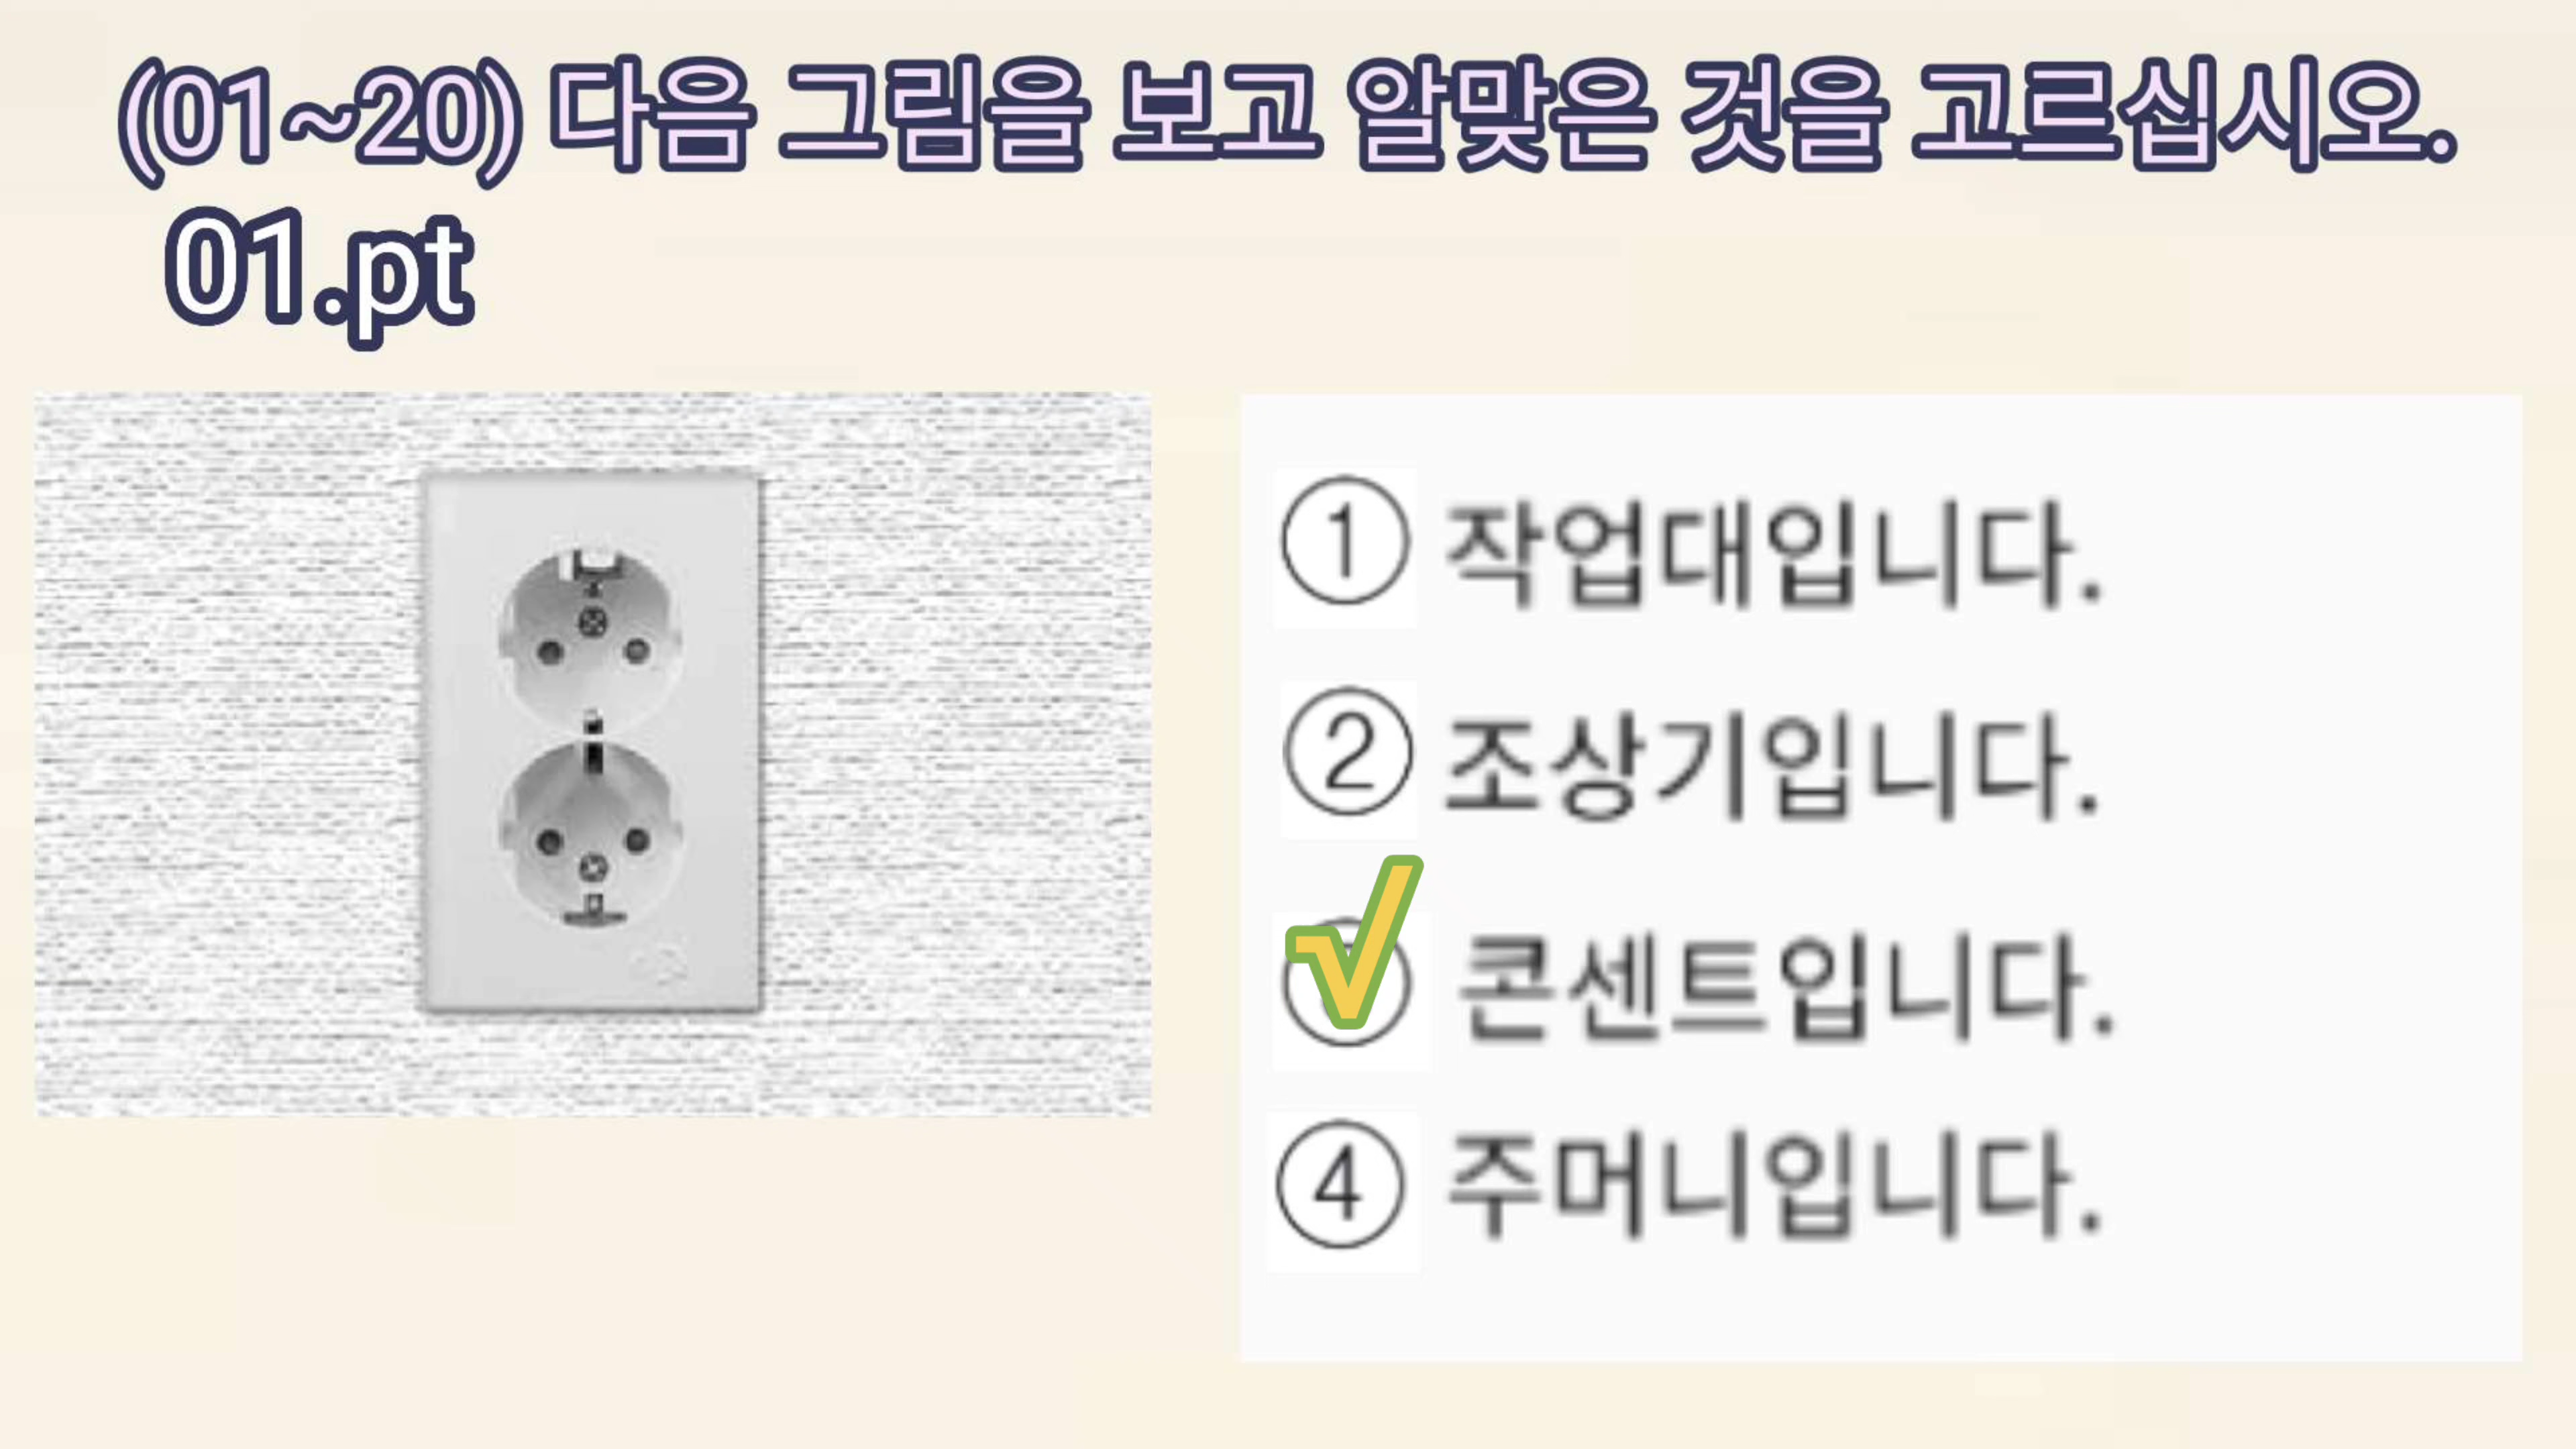 (01~20) 다음 그림을 보고 알맞은 것을 고르십시오.
01.pt
① 작업대입니다.
② 조상기입니다.
콘센트입니다.
④ 주머니입니다.